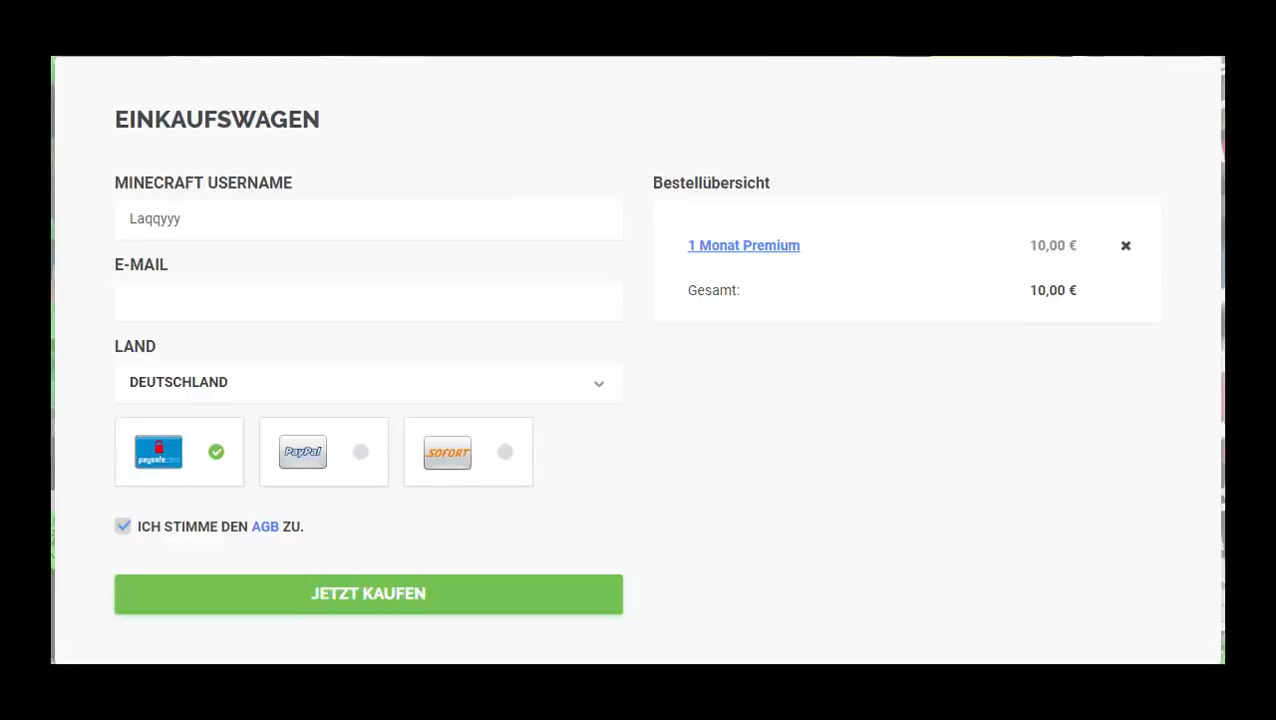 EINKAUFSWAGEN
MINECRAFT USERNAME
Laqqyyy
E-MAIL
LAND
DEUTSCHLAND
paysafecard
PayPal
SOFORT
ICH STIMME DEN AGB ZU.
JETZT KAUFEN
Bestellübersicht
1 Monat Premium 10,00 €
Gesamt: 10,00 €